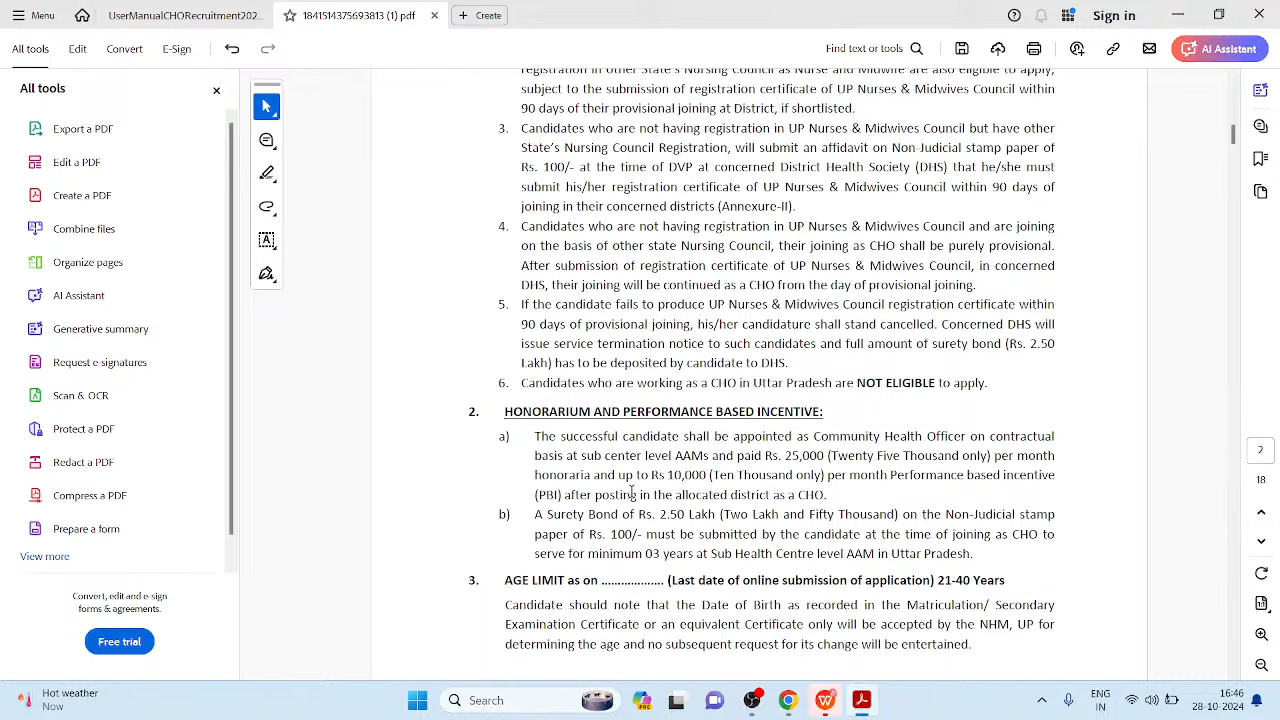 Menu
UseManualCHORecruitment202...
1841514375693813 (1) pdf
Create
Sign in
All tools
Edit
Convert
E-Sign
Find text or tools
AI Assistant
All tools
Export a PDF
Edit a PDF
Create a PDF
Combine files
Organize pages
AI Assistant
Generative summary
Request e-signatures
Scan & OCR
Protect a PDF
Redact a PDF
Compress a PDF
Prepare a form
View more
Convert, edit and e-sign
forms & agreements.
Free trial
registration in other State's Nursing Council as Nurse and Midwife are also eligible to apply,
subject to the submission of registration certificate of UP Nurses & Midwives Council within
90 days of their provisional joining at District, if shortlisted.
3. Candidates who are not having registration in UP Nurses & Midwives Council but have other
State's Nursing Council Registration, will submit an affidavit on Non-Judicial stamp paper of
Rs. 100/- at the time of DVP at concerned District Health Society (DHS) that he/she must
submit his/her registration certificate of UP Nurses & Midwives Council within 90 days of
joining in their concerned districts (Annexure-II).
4. Candidates who are not having registration in UP Nurses & Midwives Council and are joining
on the basis of other state Nursing Council, their joining as CHO shall be purely provisional.
After submission of registration certificate of UP Nurses & Midwives Council, in concerned
DHS, their joining will be continued as a CHO from the day of provisional joining.
5. If the candidate fails to produce UP Nurses & Midwives Council registration certificate within
90 days of provisional joining, his/her candidature shall stand cancelled. Concerned DHS will
issue service termination notice to such candidates and full amount of surety bond (Rs. 2.50
Lakh) has to be deposited by candidate to DHS.
6. Candidates who are working as a CHO in Uttar Pradesh are NOT ELIGIBLE to apply.
2. HONORARIUM AND PERFORMANCE BASED INCENTIVE:
a) The successful candidate shall be appointed as Community Health Officer on contractual
basis at sub center level AAMs and paid Rs. 25,000 (Twenty Five Thousand only) per month
honoraria and up to Rs 10,000 (Ten Thousand only) per month Performance based incentive
(PBI) after posting in the allocated district as a CHO.
b) A Surety Bond of Rs. 2.50 Lakh (Two Lakh and Fifty Thousand) on the Non-Judicial stamp
paper of Rs. 100/- must be submitted by the candidate at the time of joining as CHO to
serve for minimum 03 years at Sub Health Centre level AAM in Uttar Pradesh.
3. AGE LIMIT as on ................... (Last date of online submission of application) 21-40 Years
Candidate should note that the Date of Birth as recorded in the Matriculation/ Secondary
Examination Certificate or an equivalent Certificate only will be accepted by the NHM, UP for
determining the age and no subsequent request for its change will be entertained.
2
18
Hot weather
Now
Search
ENG
IN
16:46
28-10-2024